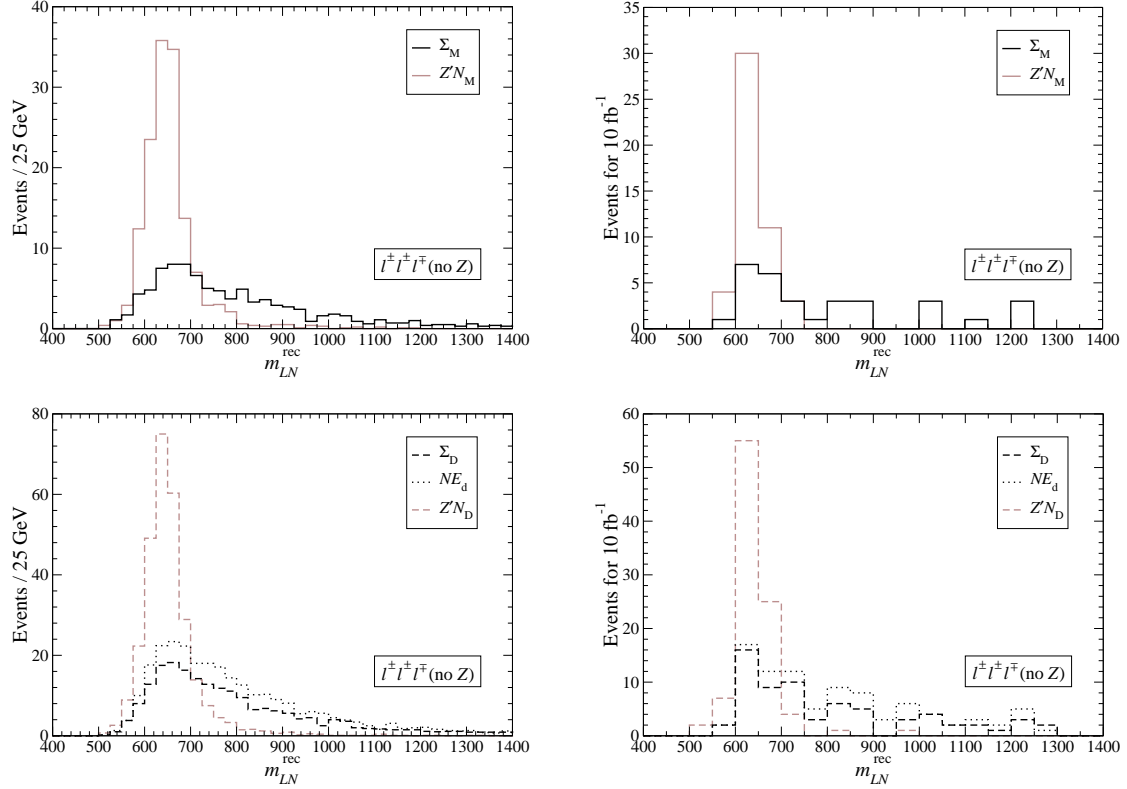 40
30
20
10
0
Events / 25 GeV
Σ_M
Z'N_M
l^± l^± l^∓ (no Z)
400 500 600 700 800 900 1000 1100 1200 1300 1400
m_LN^rec
35
30
25
20
15
10
5
0
Events for 10 fb^-1
Σ_M
Z'N_M
l^± l^± l^∓ (no Z)
400 500 600 700 800 900 1000 1100 1200 1300 1400
m_LN^rec
80
60
40
20
0
Events / 25 GeV
Σ_D
NE_d
Z'N_D
l^± l^± l^∓ (no Z)
400 500 600 700 800 900 1000 1100 1200 1300 1400
m_LN^rec
60
50
40
30
20
10
0
Events for 10 fb^-1
Σ_D
NE_d
Z'N_D
l^± l^± l^∓ (no Z)
400 500 600 700 800 900 1000 1100 1200 1300 1400
m_LN^rec